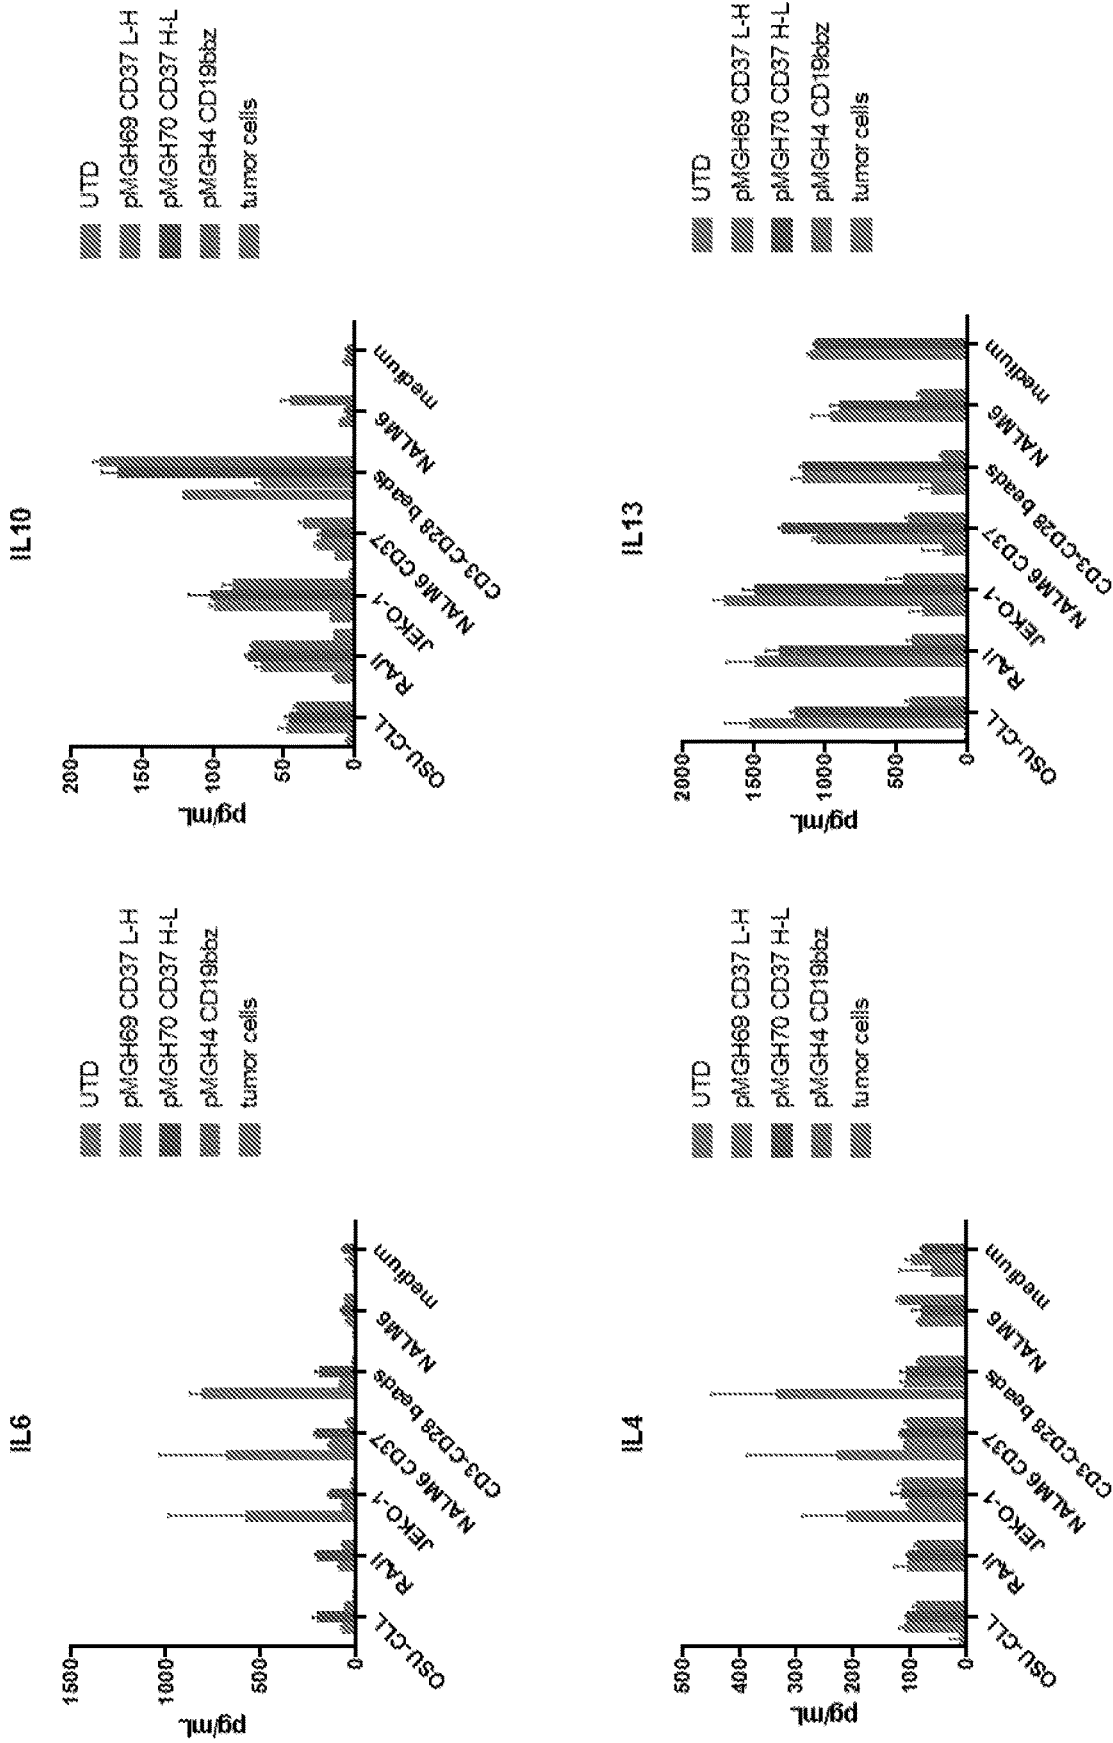 IL6
pg/mL
1500
1000
500
0
OSU-CLL
RAJI
JEKO-1
NALM6 CD37
CD3-CD28 beads
NALM6
medium
UTD
pMGH69 CD37 L-H
pMGH70 CD37 H-L
pMGH4 CD19bbz
tumor cells
IL10
pg/mL
200
150
100
50
0
OSU-CLL
RAJI
JEKO-1
NALM6 CD37
CD3-CD28 beads
NALM6
medium
UTD
pMGH69 CD37 L-H
pMGH70 CD37 H-L
pMGH4 CD19bbz
tumor cells
IL4
pg/mL
500
400
300
200
100
0
OSU-CLL
RAJI
JEKO-1
NALM6 CD37
CD3-CD28 beads
NALM6
medium
UTD
pMGH69 CD37 L-H
pMGH70 CD37 H-L
pMGH4 CD19bbz
tumor cells
IL13
pg/mL
2000
1500
1000
500
0
OSU-CLL
RAJI
JEKO-1
NALM6 CD37
CD3-CD28 beads
NALM6
medium
UTD
pMGH69 CD37 L-H
pMGH70 CD37 H-L
pMGH4 CD19bbz
tumor cells